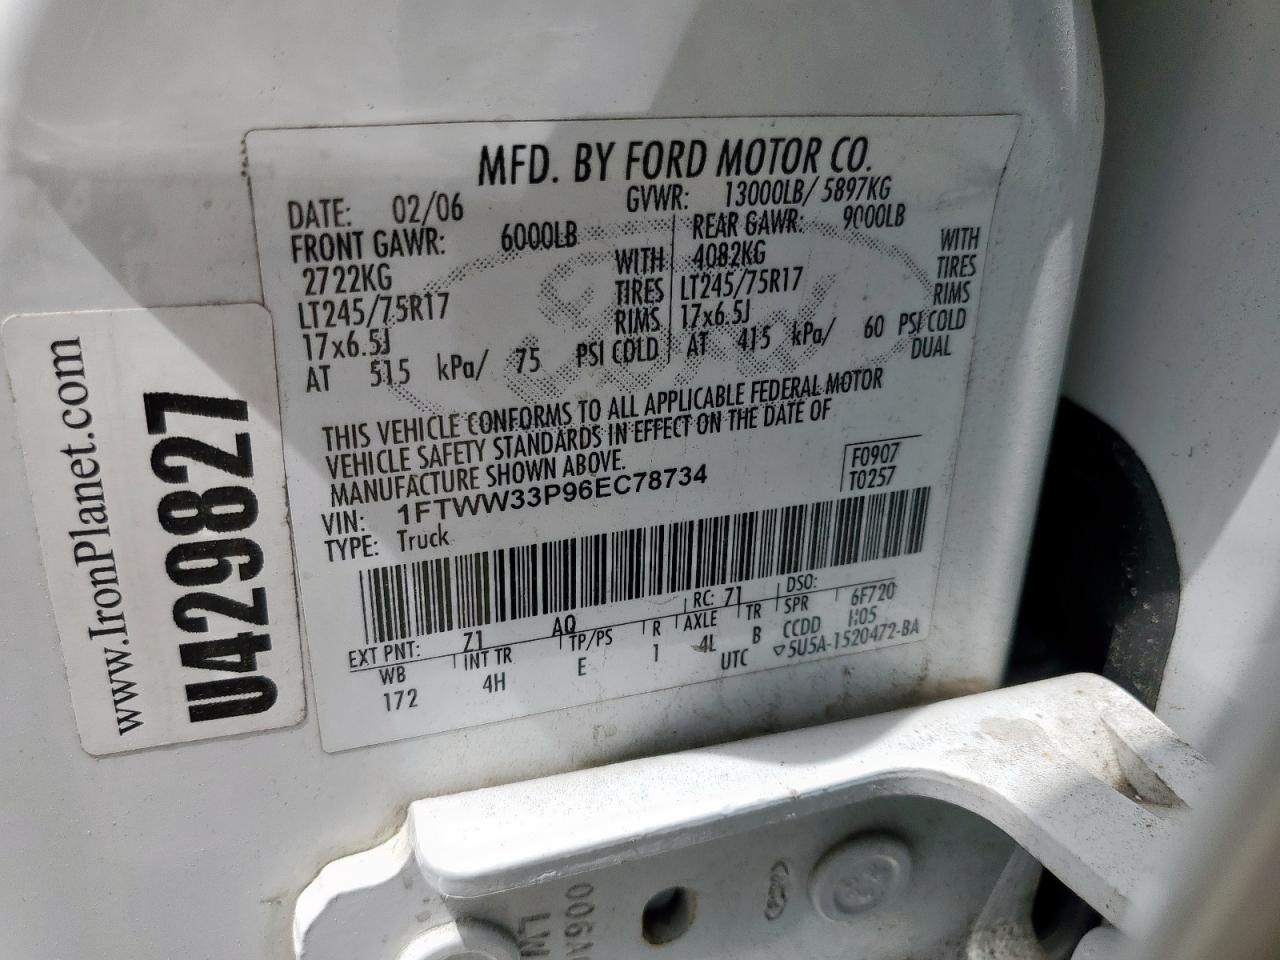 MFD. BY FORD MOTOR CO.
DATE: 02/06 GVWR: 13000LB/ 5897KG
FRONT GAWR: 6000LB REAR GAWR: 9000LB
2722KG WITH 4082KG WITH
LT245/75R17 TIRES LT245/75R17 TIRES
17x6.5J RIMS 17x6.5J RIMS
AT 515 kPa/ 75 PSI COLD AT 415 kPa/ 60 PSI COLD
DUAL
THIS VEHICLE CONFORMS TO ALL APPLICABLE FEDERAL MOTOR
VEHICLE SAFETY STANDARDS IN EFFECT ON THE DATE OF
MANUFACTURE SHOWN ABOVE.
VIN: 1FTWW33P96EC78734 F0907
TYPE: Truck T0257
EXT PNT: 71 AQ RC: 71 DSO:
WB INT TR TP/PS R AXLE TR SPR 6F720
172 4H E 1 4L B CCDD H05
UTC 5U5A-1520472-BA
www.IronPlanet.com
U429827
006A
LW